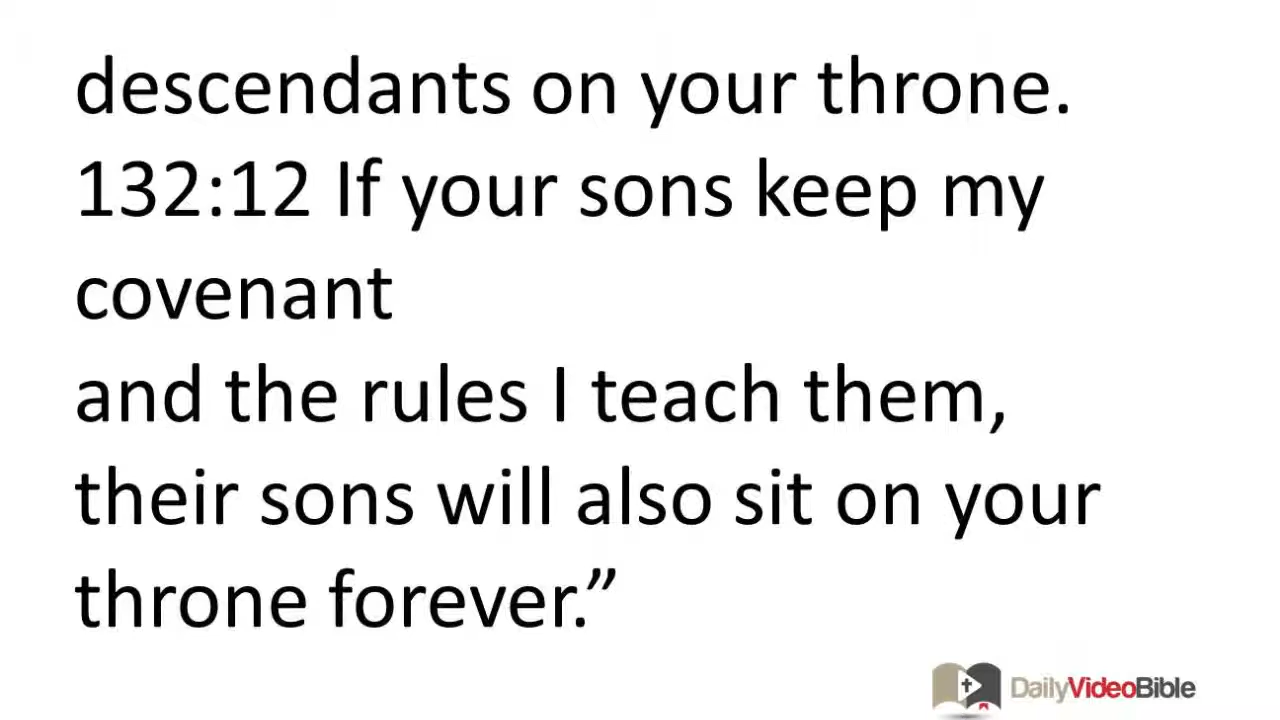 descendants on your throne.
132:12 If your sons keep my
covenant
and the rules I teach them,
their sons will also sit on your
throne forever.”
DailyVideoBible